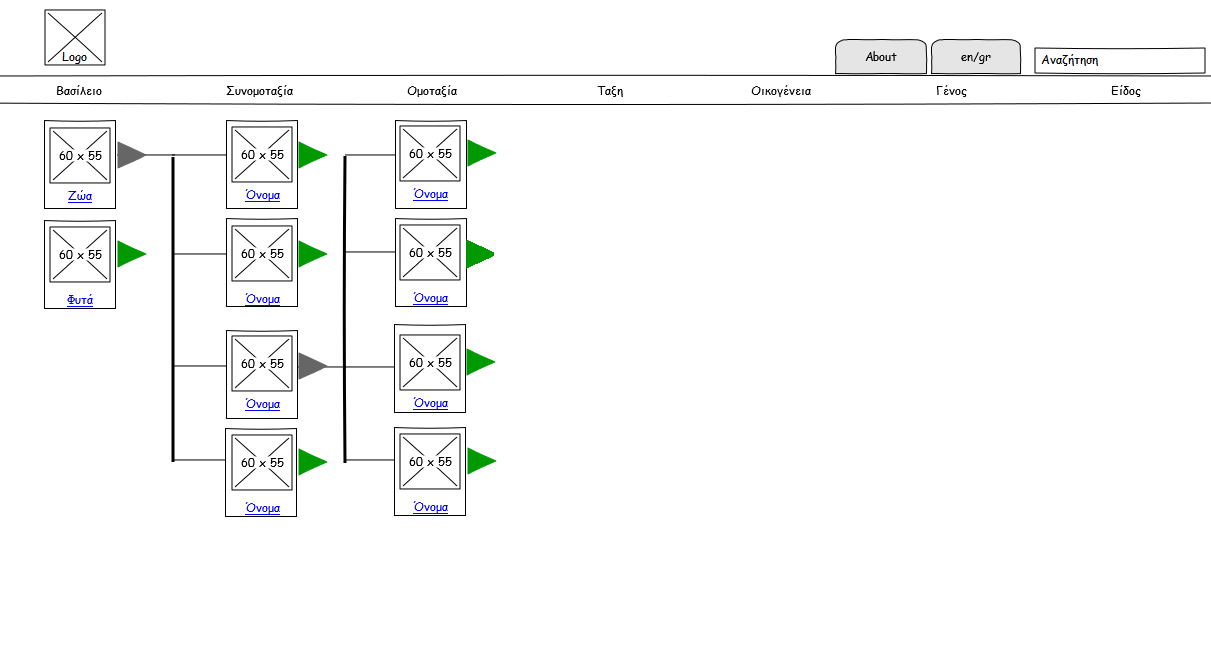 Logo
About
en/gr
Αναζήτηση
Βασίλειο
Συνομοταξία
Ομοταξία
Ταξη
Οικογένεια
Γένος
Είδος
60 x 55
Ζώα
60 x 55
Φυτά
60 x 55
Όνομα
60 x 55
Όνομα
60 x 55
Όνομα
60 x 55
Όνομα
60 x 55
Όνομα
60 x 55
Όνομα
60 x 55
Όνομα
60 x 55
Όνομα